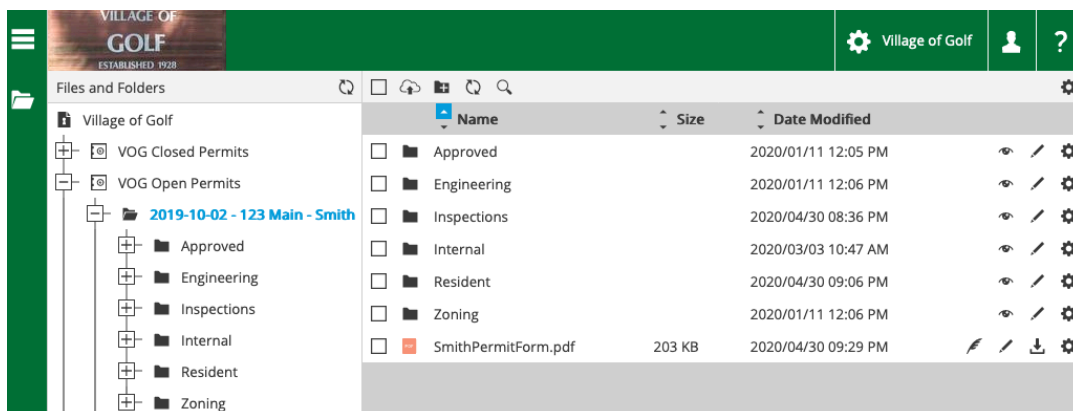 VILLAGE OF
GOLF
ESTABLISHED 1928
Village of Golf
?
Files and Folders
Village of Golf
VOG Closed Permits
VOG Open Permits
2019-10-02 - 123 Main - Smith
Approved
Engineering
Inspections
Internal
Resident
Zoning
Name Size Date Modified
Approved 2020/01/11 12:05 PM
Engineering 2020/01/11 12:06 PM
Inspections 2020/04/30 08:36 PM
Internal 2020/03/03 10:47 AM
Resident 2020/04/30 09:06 PM
Zoning 2020/01/11 12:06 PM
SmithPermitForm.pdf 203 KB 2020/04/30 09:29 PM